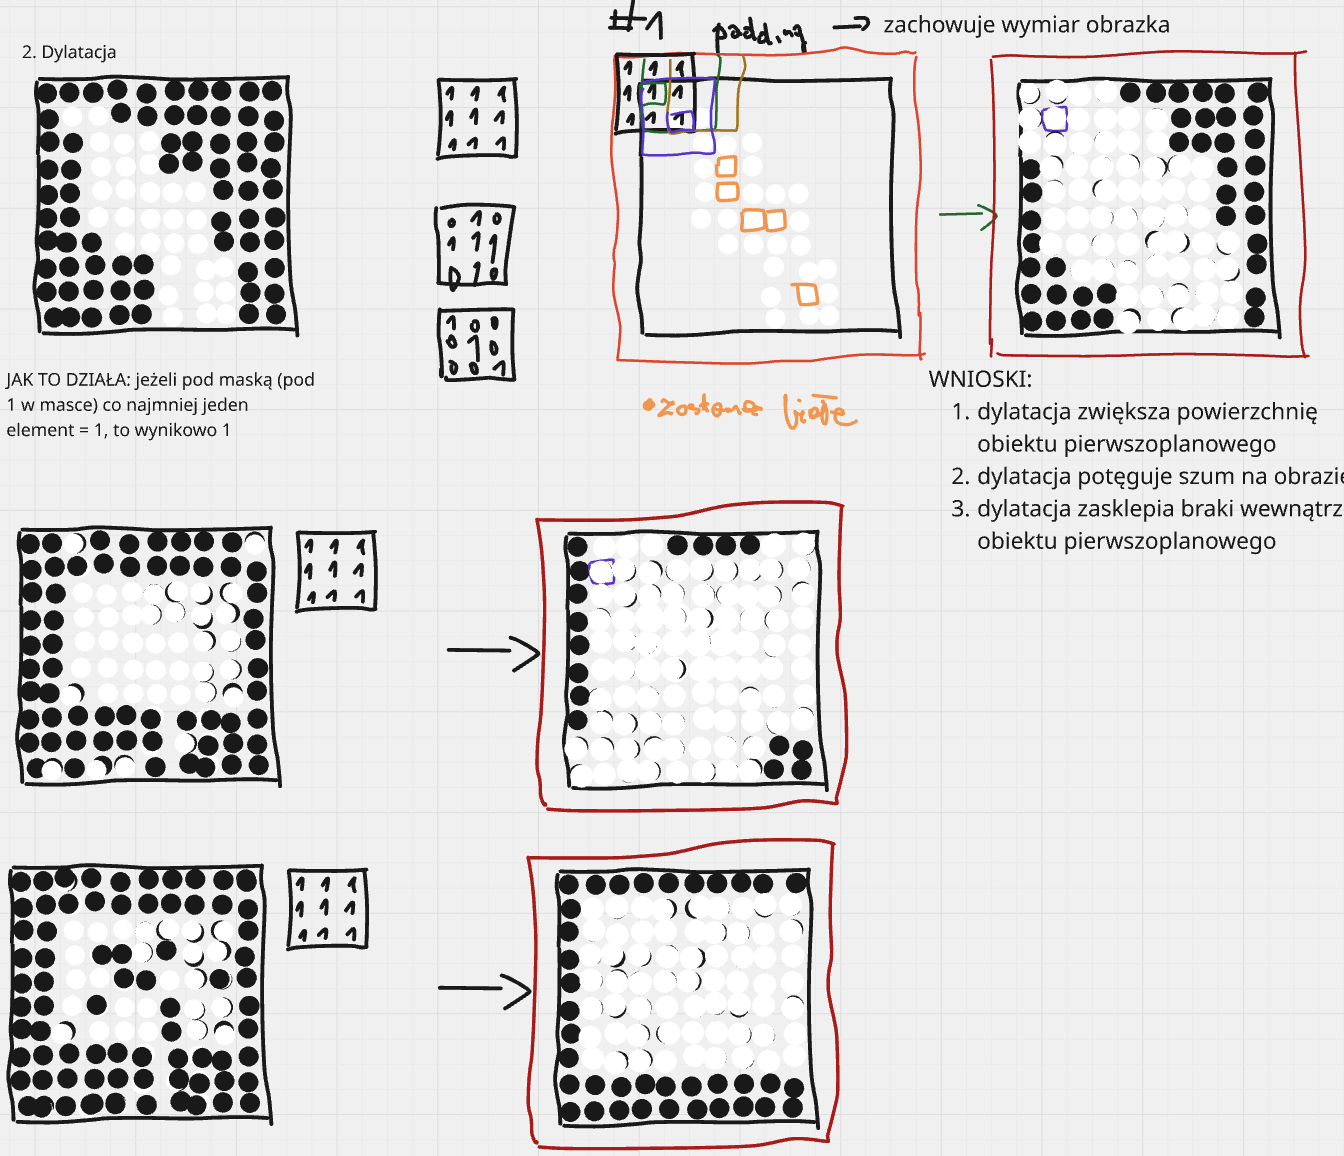 #1
padding → zachowuje wymiar obrazka
2. Dylatacja
1 1 1
1 1 1
1 1 1
1 1 1
1 1 1
1 1 1
0 1 0
1 1 1
0 1 0
1 0 0
0 1 0
0 0 1
JAK TO DZIAŁA: jeżeli pod maską (pod
1 w masce) co najmniej jeden
element = 1, to wynikowo 1
• zostaną białe
WNIOSKI:
1. dylatacja zwiększa powierzchnię
obiektu pierwszoplanowego
2. dylatacja potęguje szum na obrazie
3. dylatacja zasklepia braki wewnątrz
obiektu pierwszoplanowego
1 1 1
1 1 1
1 1 1
1 1 1
1 1 1
1 1 1